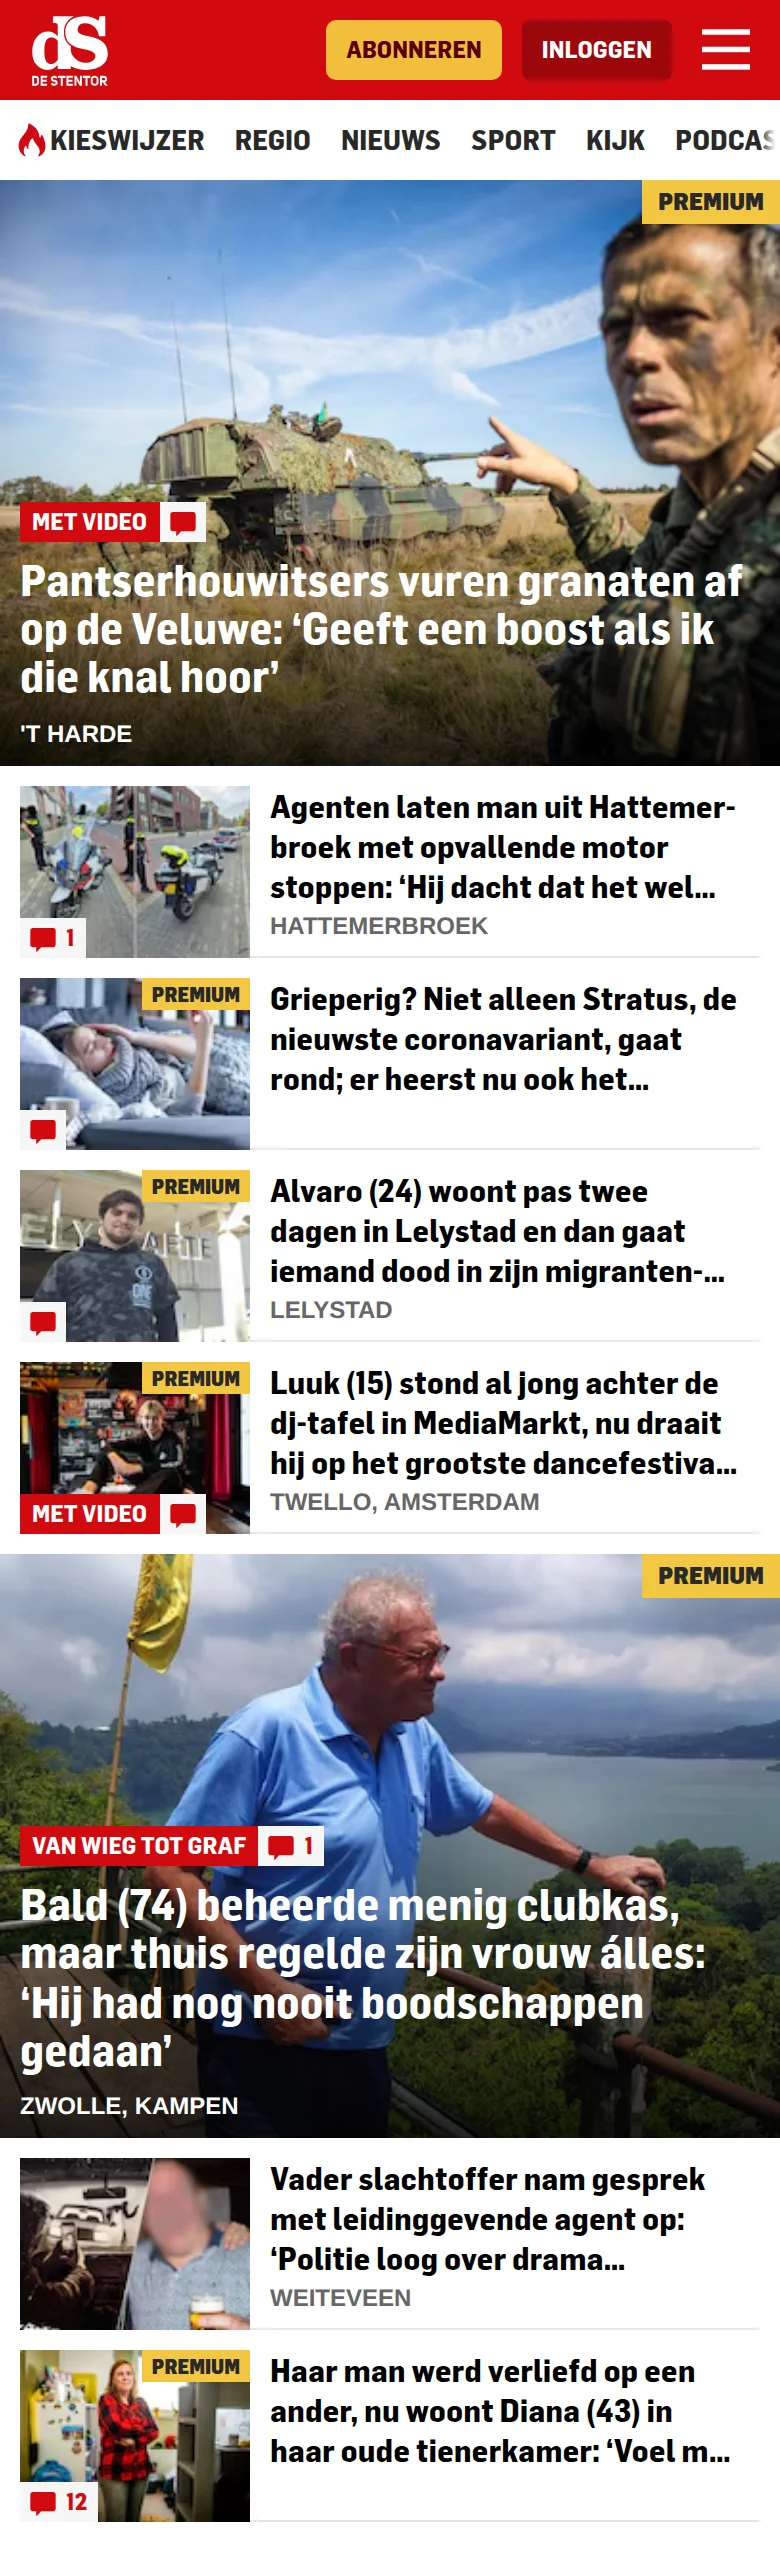 dS
DE STENTOR
ABONNEREN
INLOGGEN
KIESWIJZER REGIO NIEUWS SPORT KIJK PODCAS
PREMIUM
MET VIDEO
Pantserhouwitsers vuren granaten af
op de Veluwe: ‘Geeft een boost als ik
die knal hoor’
'T HARDE
Agenten laten man uit Hattemer-
broek met opvallende motor
stoppen: ‘Hij dacht dat het wel...
HATTEMERBROEK
1
PREMIUM
Grieperig? Niet alleen Stratus, de
nieuwste coronavariant, gaat
rond; er heerst nu ook het...
PREMIUM
Alvaro (24) woont pas twee
dagen in Lelystad en dan gaat
iemand dood in zijn migranten-...
LELYSTAD
PREMIUM
Luuk (15) stond al jong achter de
dj-tafel in MediaMarkt, nu draait
hij op het grootste dancefestiva...
TWELLO, AMSTERDAM
MET VIDEO
PREMIUM
VAN WIEG TOT GRAF
1
Bald (74) beheerde menig clubkas,
maar thuis regelde zijn vrouw álles:
‘Hij had nog nooit boodschappen
gedaan’
ZWOLLE, KAMPEN
Vader slachtoffer nam gesprek
met leidinggevende agent op:
‘Politie loog over drama...
WEITEVEEN
PREMIUM
Haar man werd verliefd op een
ander, nu woont Diana (43) in
haar oude tienerkamer: ‘Voel m...
12